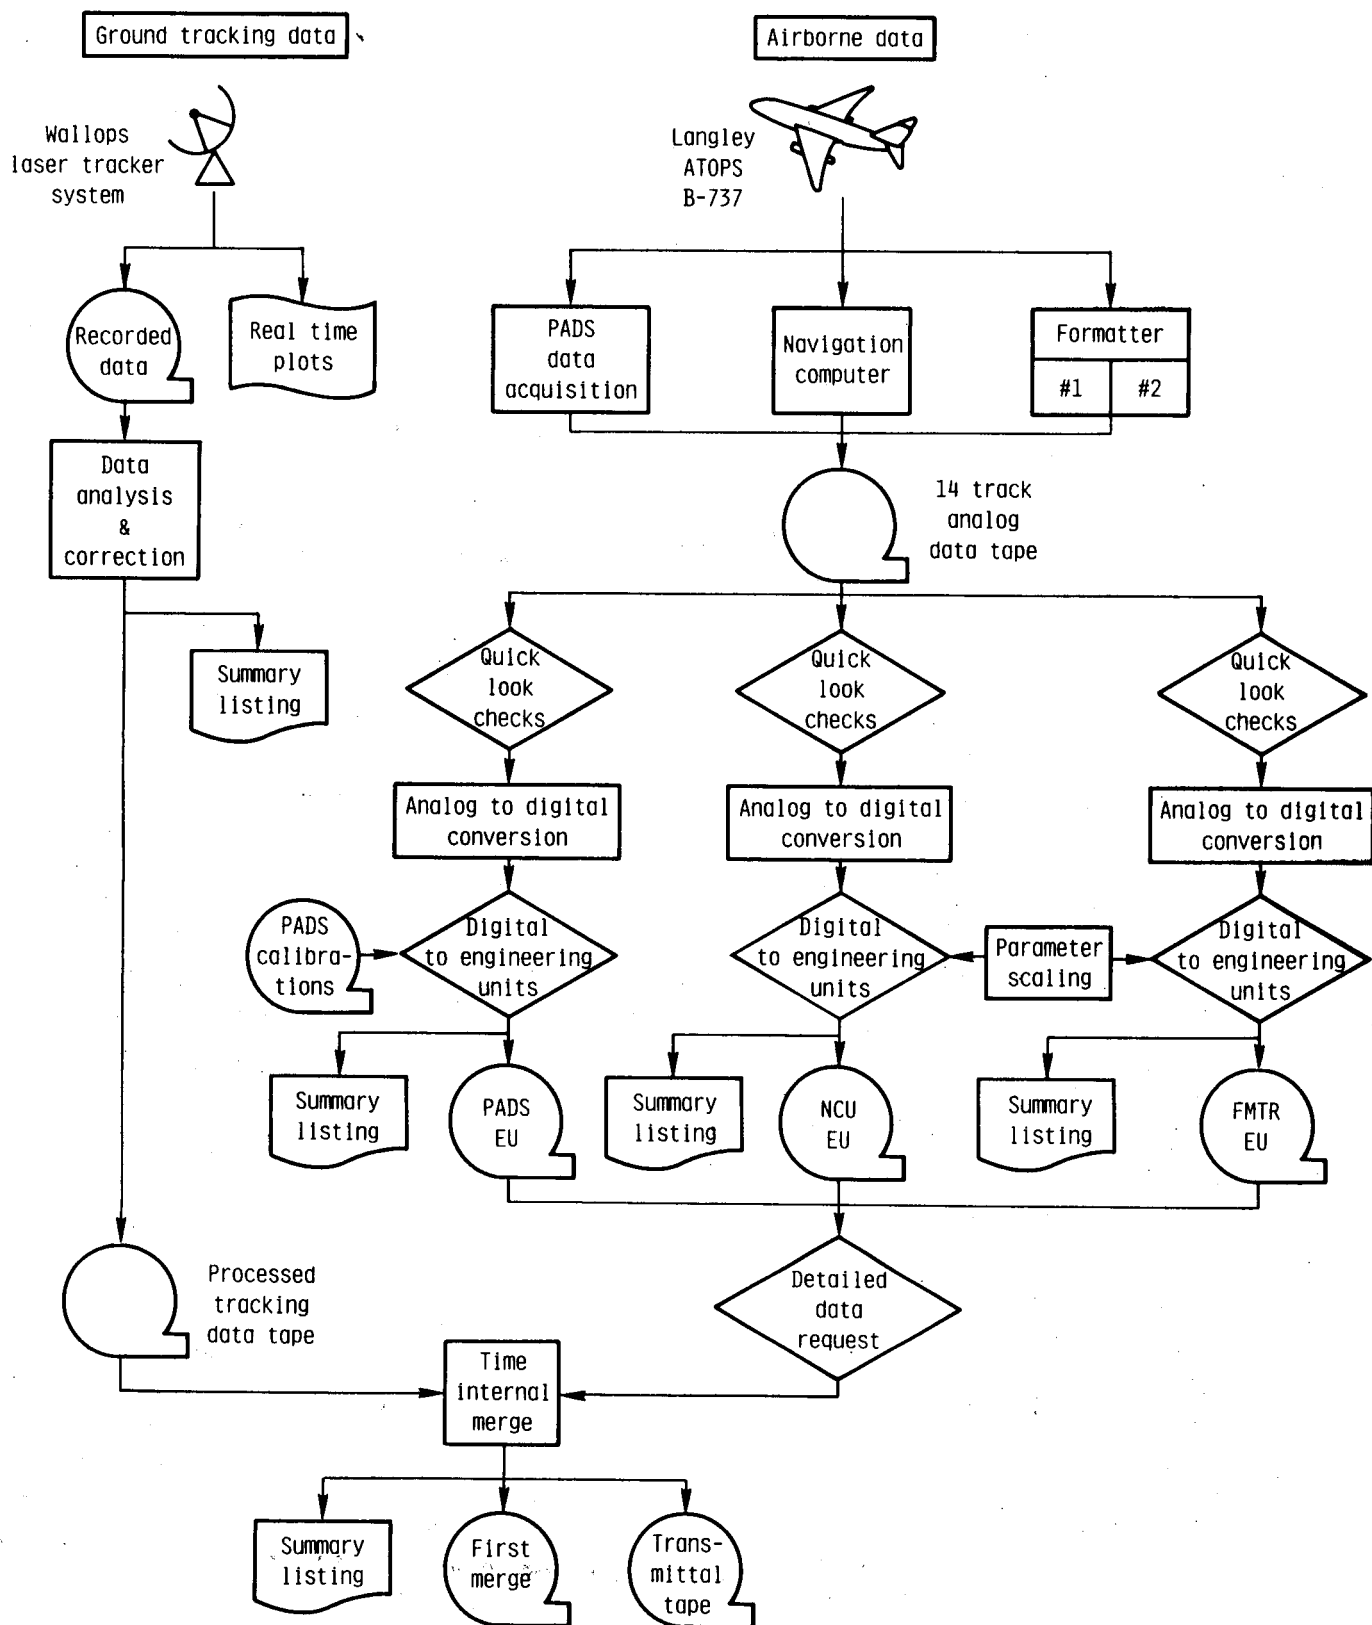 Ground tracking data
Airborne data
Wallops
laser tracker
system
Langley
ATOPS
B-737
Recorded
data
Real time
plots
PADS
data
acquisition
Navigation
computer
Formatter
#1
#2
Data
analysis
&
correction
14 track
analog
data tape
Summary
listing
Quick
look
checks
Quick
look
checks
Quick
look
checks
Analog to digital
conversion
Analog to digital
conversion
Analog to digital
conversion
PADS
calibra-
tions
Digital
to engineering
units
Digital
to engineering
units
Parameter
scaling
Digital
to engineering
units
Summary
listing
PADS
EU
Summary
listing
NCU
EU
Summary
listing
FMTR
EU
Processed
tracking
data tape
Detailed
data
request
Time
internal
merge
Summary
listing
First
merge
Trans-
mittal
tape